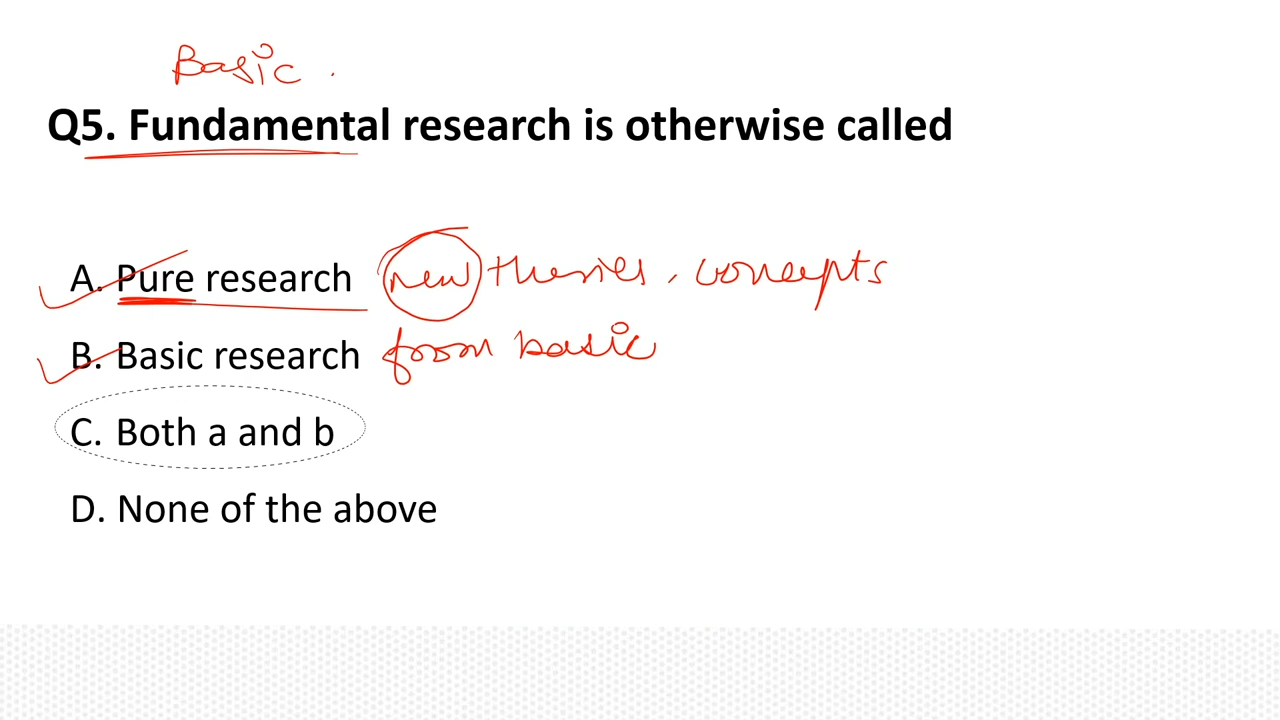 Basic .
Q5. Fundamental research is otherwise called
A. Pure research new theories, concepts
B. Basic research from basic
C. Both a and b
D. None of the above